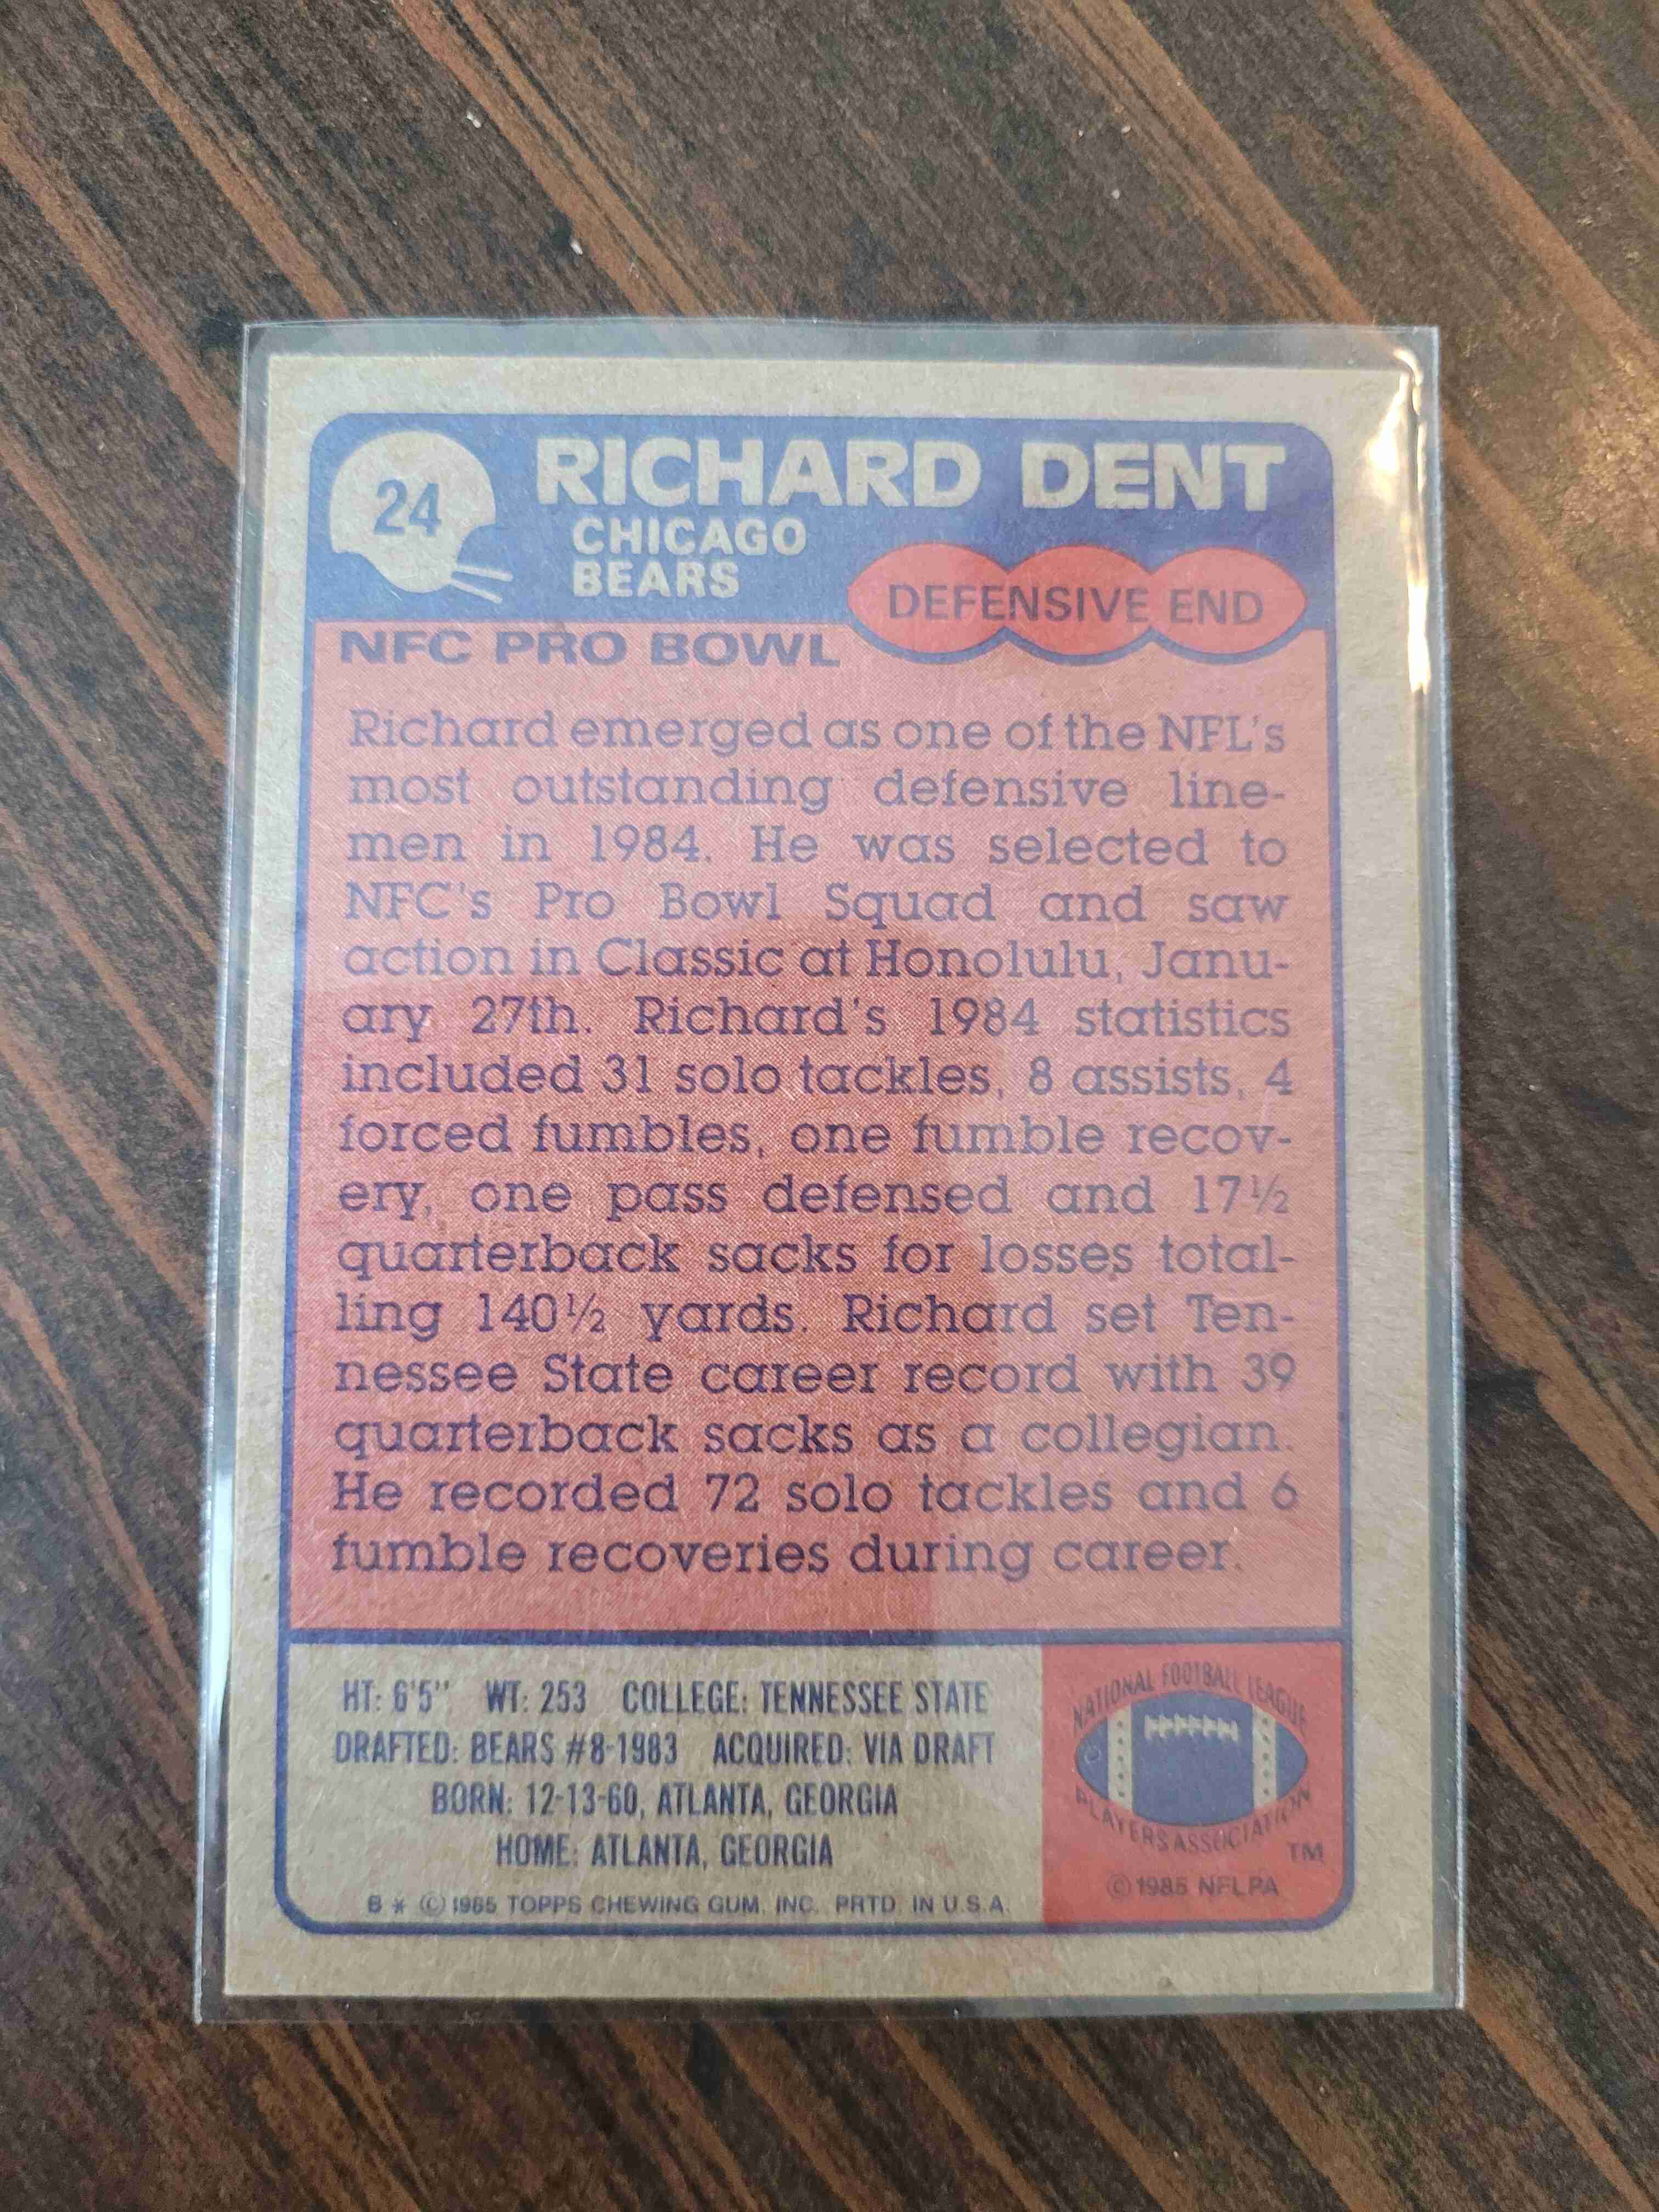 24
RICHARD DENT
CHICAGO
BEARS
DEFENSIVE END
NFC PRO BOWL
Richard emerged as one of the NFL's
most outstanding defensive line-
men in 1984. He was selected to
NFC's Pro Bowl Squad and saw
action in Classic at Honolulu, Janu-
ary 27th. Richard's 1984 statistics
included 31 solo tackles, 8 assists, 4
forced fumbles, one fumble recov-
ery, one pass defensed and 17½
quarterback sacks for losses total-
ling 140½ yards. Richard set Ten-
nessee State career record with 39
quarterback sacks as a collegian.
He recorded 72 solo tackles and 6
fumble recoveries during career.
HT: 6'5" WT: 253 COLLEGE: TENNESSEE STATE
DRAFTED: BEARS #8-1983 ACQUIRED: VIA DRAFT
BORN: 12-13-60, ATLANTA, GEORGIA
HOME: ATLANTA, GEORGIA
B * © 1985 TOPPS CHEWING GUM, INC. PRTD. IN U.S.A.
NATIONAL FOOTBALL LEAGUE
PLAYERS ASSOCIATION
TM
© 1985 NFLPA